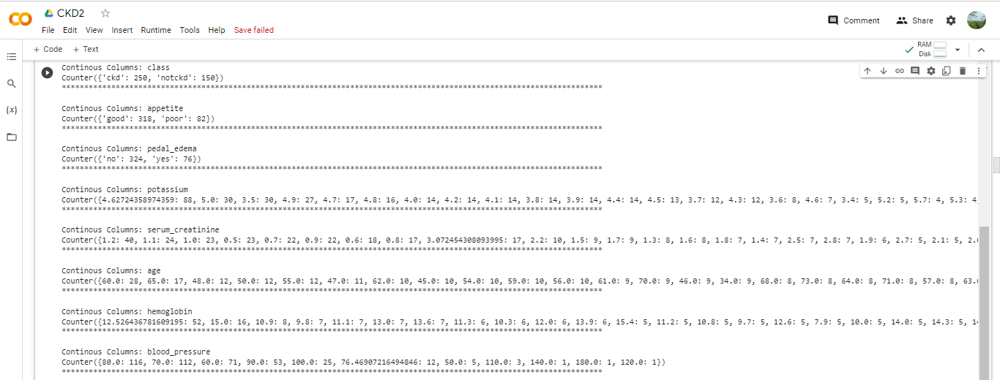 CKD2
File Edit View Insert Runtime Tools Help Save failed
Comment Share
+ Code + Text
RAM
Disk
{x}
Continous Columns: class
Counter({'ckd': 250, 'notckd': 150})
****************************************************************************************************************************
Continous Columns: appetite
Counter({'good': 318, 'poor': 82})
****************************************************************************************************************************
Continous Columns: pedal_edema
Counter({'no': 324, 'yes': 76})
****************************************************************************************************************************
Continous Columns: potassium
Counter({4.62724358974359: 88, 5.0: 30, 3.5: 30, 4.9: 27, 4.7: 17, 4.8: 16, 4.0: 14, 4.2: 14, 4.1: 14, 3.8: 14, 3.9: 14, 4.4: 14, 4.5: 13, 3.7: 12, 4.3: 12, 3.6: 8, 4.6: 7, 3.4: 5, 5.2: 5, 5.7: 4, 5.3: 4,
****************************************************************************************************************************
Continous Columns: serum_creatinine
Counter({1.2: 40, 1.1: 24, 1.0: 23, 0.5: 23, 0.7: 22, 0.9: 22, 0.6: 18, 0.8: 17, 3.072454308093995: 17, 2.2: 10, 1.5: 9, 1.7: 9, 1.3: 8, 1.6: 8, 1.8: 7, 1.4: 7, 2.5: 7, 2.8: 7, 1.9: 6, 2.7: 5, 2.1: 5, 2.
****************************************************************************************************************************
Continous Columns: age
Counter({60.0: 28, 65.0: 17, 48.0: 12, 50.0: 12, 55.0: 12, 47.0: 11, 62.0: 10, 45.0: 10, 54.0: 10, 59.0: 10, 56.0: 10, 61.0: 9, 70.0: 9, 46.0: 9, 34.0: 9, 68.0: 8, 73.0: 8, 64.0: 8, 71.0: 8, 57.0: 8, 63.
****************************************************************************************************************************
Continous Columns: hemoglobin
Counter({12.526436781609195: 52, 15.0: 16, 10.9: 8, 9.8: 7, 11.1: 7, 13.0: 7, 13.6: 7, 11.3: 6, 10.3: 6, 12.0: 6, 13.9: 6, 15.4: 5, 11.2: 5, 10.8: 5, 9.7: 5, 12.6: 5, 7.9: 5, 10.0: 5, 14.0: 5, 14.3: 5,
****************************************************************************************************************************
Continous Columns: blood_pressure
Counter({80.0: 116, 70.0: 112, 60.0: 71, 90.0: 53, 100.0: 25, 76.46907216494846: 12, 50.0: 5, 110.0: 3, 140.0: 1, 180.0: 1, 120.0: 1})
****************************************************************************************************************************